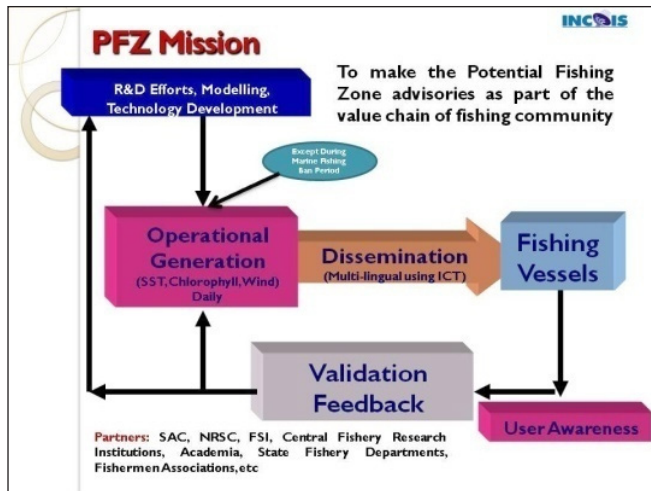 INCOIS
PFZ Mission
R&D Efforts, Modelling,
Technology Development
To make the Potential Fishing
Zone advisories as part of the
value chain of fishing community
Except During
Marine Fishing
Ban Period
Operational
Generation
(SST, Chlorophyll, Wind)
Daily
Dissemination
(Multi-lingual using ICT)
Fishing
Vessels
Validation
Feedback
User Awareness
Partners: SAC, NRSC, FSI, Central Fishery Research
Institutions, Academia, State Fishery Departments,
Fishermen Associations, etc